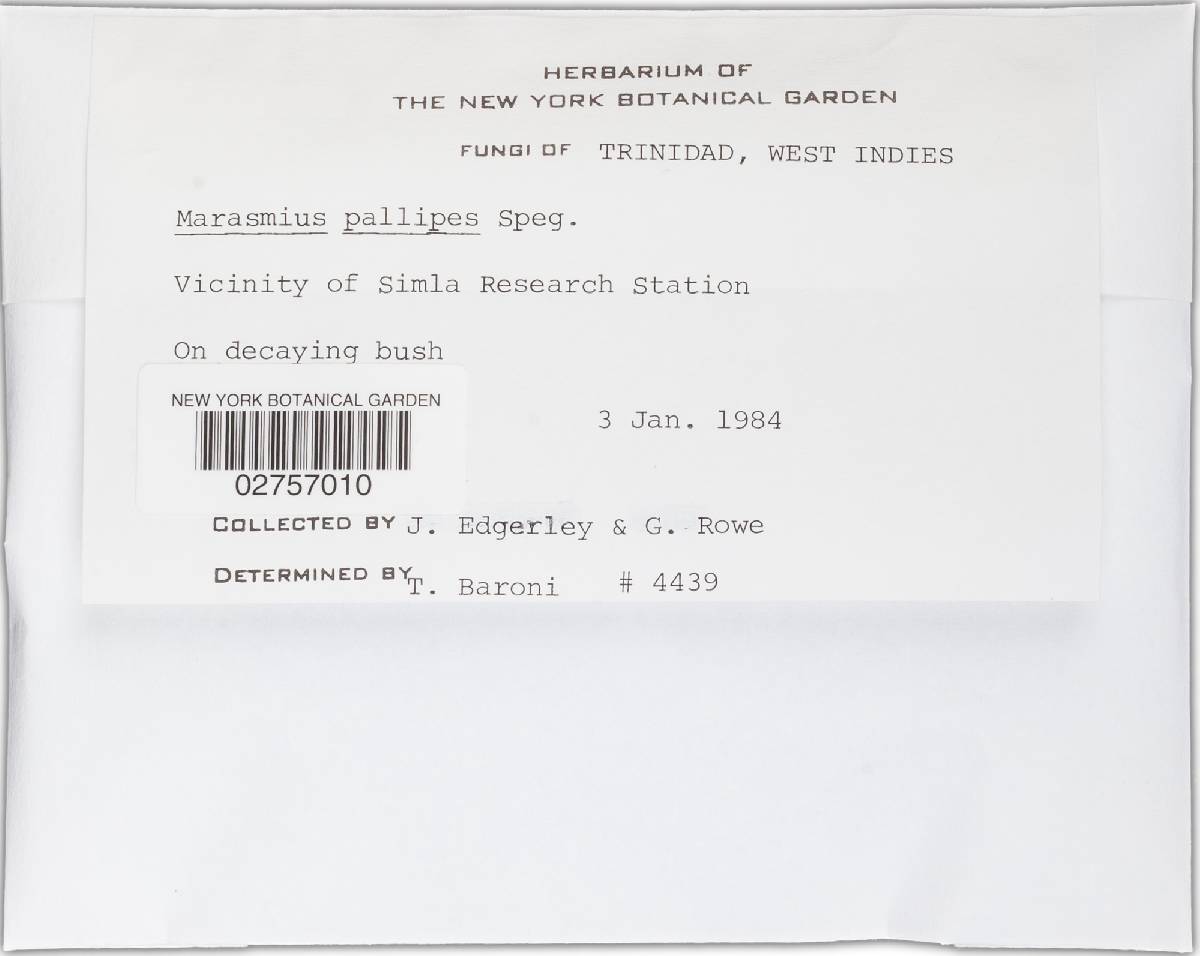 HERBARIUM OF
THE NEW YORK BOTANICAL GARDEN
FUNGI OF TRINIDAD, WEST INDIES
Marasmius pallipes Speg.
Vicinity of Simla Research Station
On decaying bush
NEW YORK BOTANICAL GARDEN
02757010
3 Jan. 1984
COLLECTED BY J. Edgerley & G. Rowe
DETERMINED BY T. Baroni # 4439